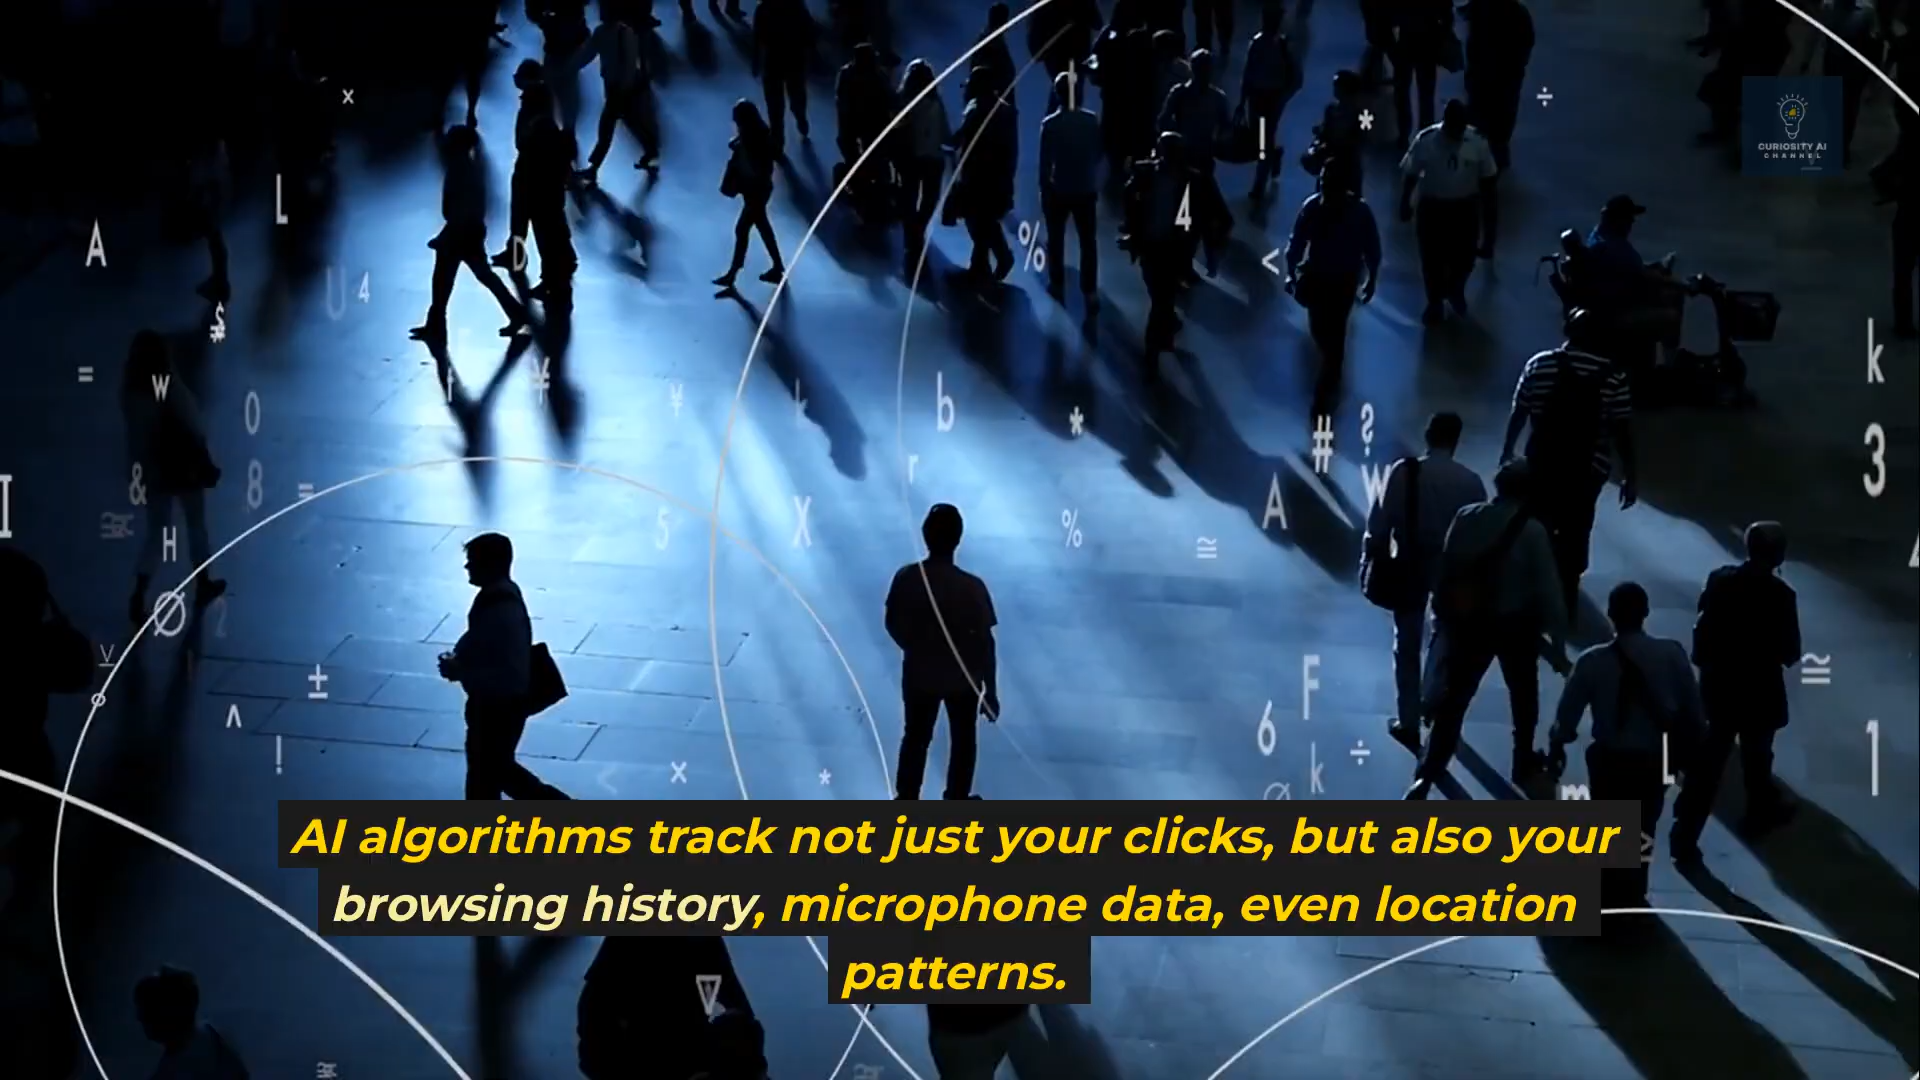 CURIOSITY AI
CHANNEL
AI algorithms track not just your clicks, but also your
browsing history, microphone data, even location
patterns.